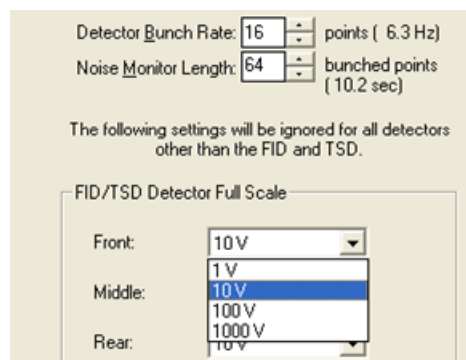 Detector Bunch Rate: 16 points ( 6.3 Hz)
Noise Monitor Length: 64 bunched points
( 10.2 sec)
The following settings will be ignored for all detectors
other than the FID and TSD.
FID/TSD Detector Full Scale
Front: 10 V
1 V
Middle: 10 V
100 V
1000 V
Rear: 10 V